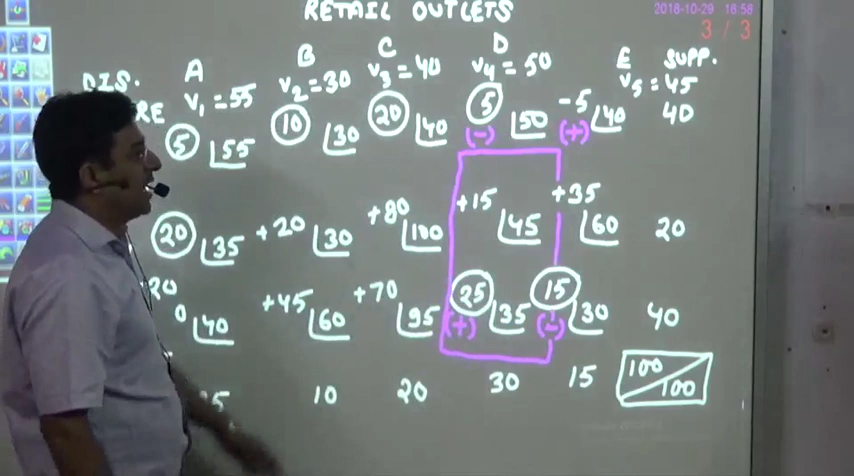 2018-10-29 16:58
RETAIL OUTLETS
3 / 3
A B C D E SUPP.
DIS. V₁ = 55 V₂ = 30 V₃ = 40 V₄ = 50 V₅ = 45
RE 5 55 10 30 20 40 5 (-) 50 -5 (+) 40 40
20 35 +20 30 +80 100 +15 45 +35 60 20
20
0 40 +45 60 +70 95 25 (+) 35 15 (-) 30 40
10 20 30 15 100 / 100